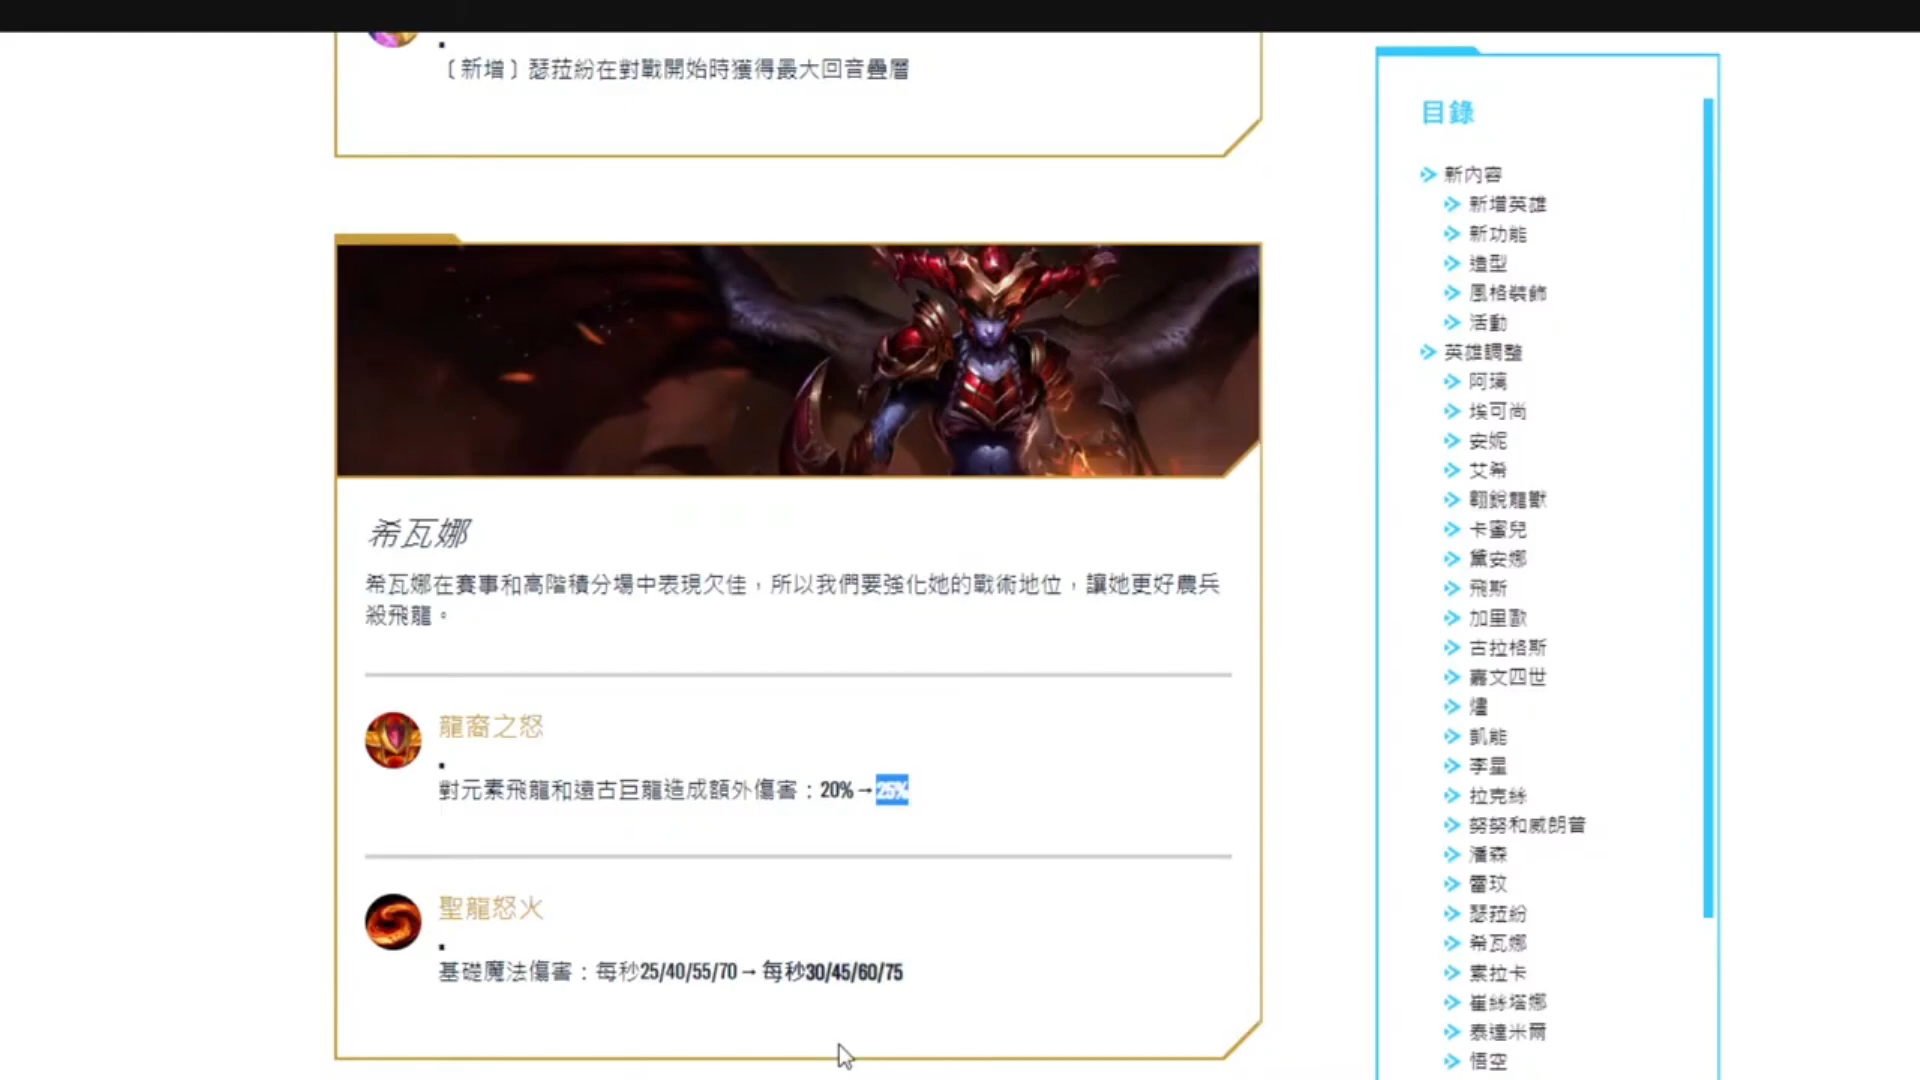 〔新增〕瑟菈紛在對戰開始時獲得最大回音疊層
希瓦娜
希瓦娜在賽事和高階積分場中表現欠佳，所以我們要強化她的戰術地位，讓她更好農兵
殺飛龍。
龍裔之怒
對元素飛龍和遠古巨龍造成額外傷害：20%→25%
聖龍怒火
基礎魔法傷害：每秒25/40/55/70→每秒30/45/60/75
目錄
新內容
新增英雄
新功能
造型
風格裝飾
活動
英雄調整
阿璃
埃可尚
安妮
艾希
翱銳龍獸
卡蜜兒
黛安娜
飛斯
加里歐
古拉格斯
嘉文四世
燼
凱能
李星
拉克絲
努努和威朗普
潘森
雷玟
瑟菈紛
希瓦娜
索拉卡
崔絲塔娜
泰達米爾
悟空